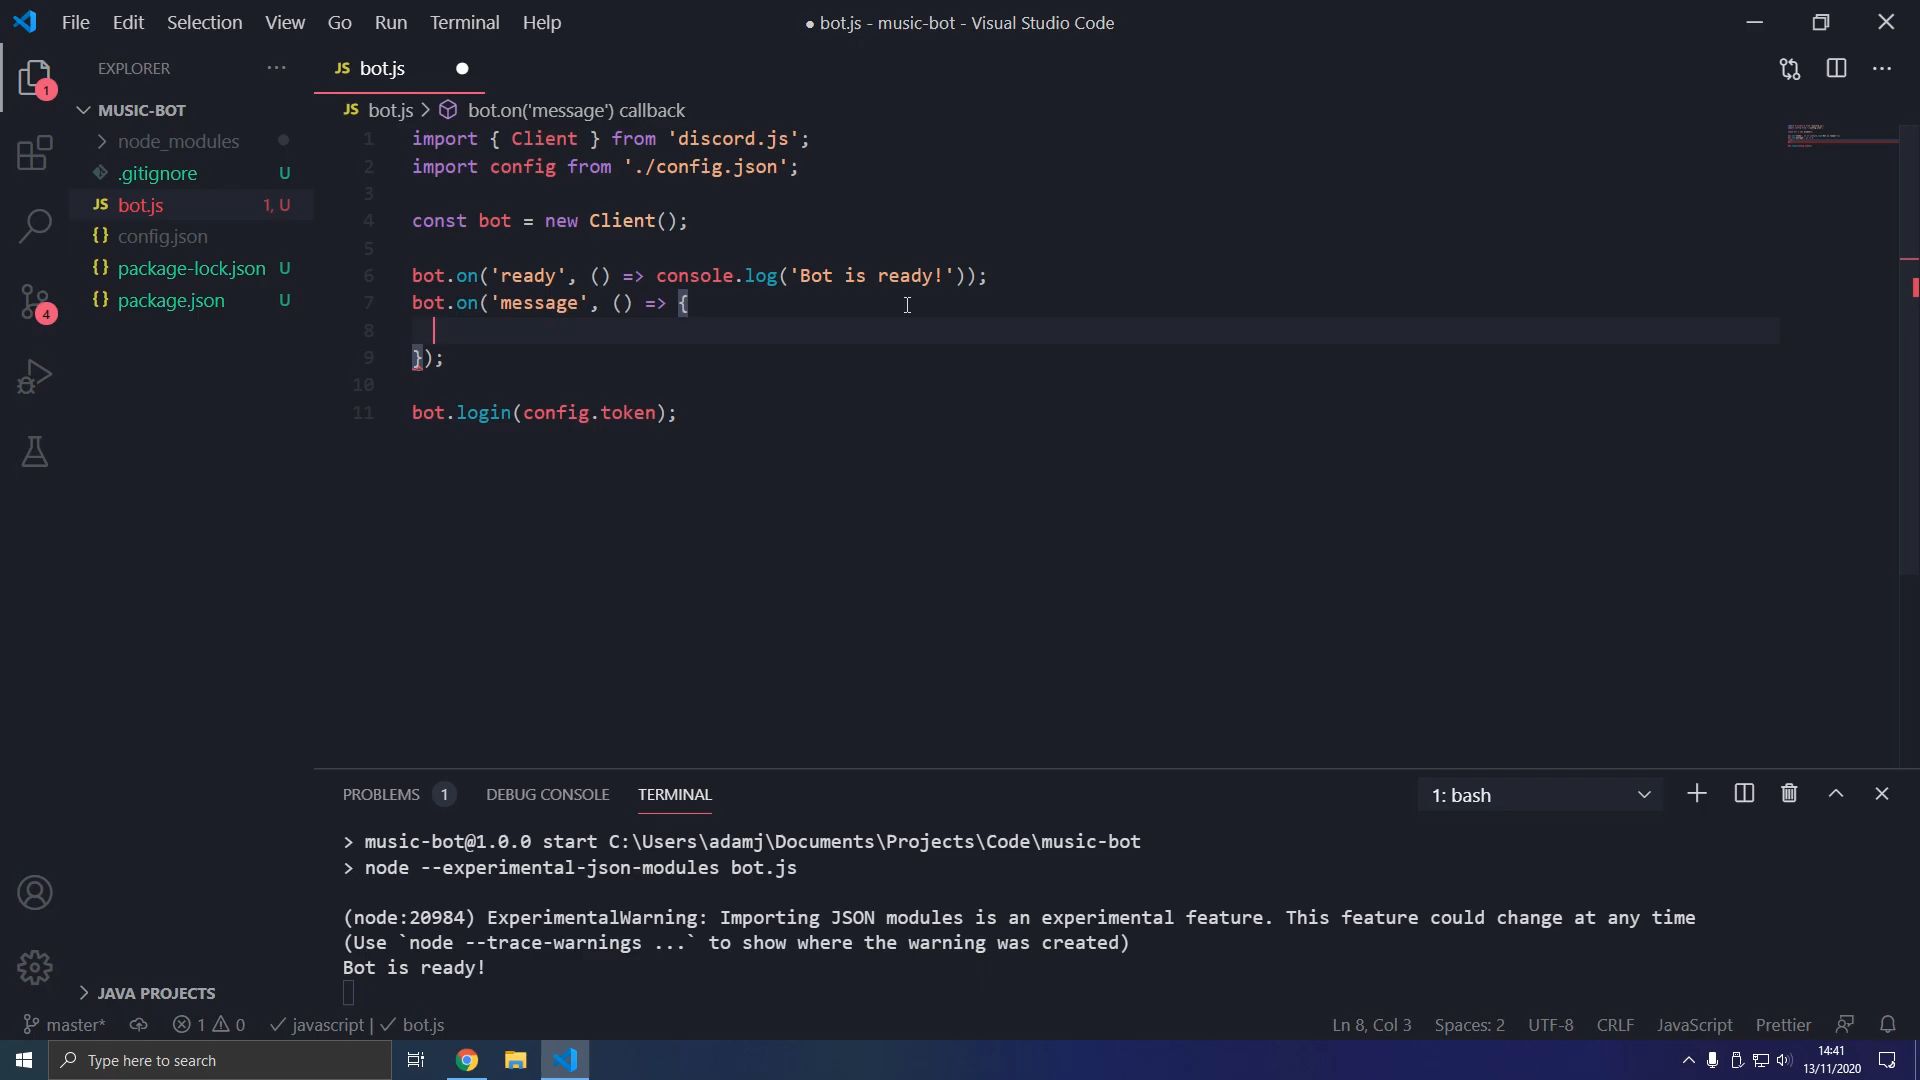 File Edit Selection View Go Run Terminal Help
● bot.js - music-bot - Visual Studio Code
EXPLORER
JS bot.js
MUSIC-BOT
node_modules
.gitignore U
JS bot.js 1, U
{} config.json
{} package-lock.json U
{} package.json U
1
4
JS bot.js > bot.on('message') callback
1 import { Client } from 'discord.js';
2 import config from './config.json';
3
4 const bot = new Client();
5
6 bot.on('ready', () => console.log('Bot is ready!'));
7 bot.on('message', () => {
8
9 });
10
11 bot.login(config.token);
PROBLEMS 1 DEBUG CONSOLE TERMINAL
1: bash
> music-bot@1.0.0 start C:\Users\adamj\Documents\Projects\Code\music-bot
> node --experimental-json-modules bot.js
(node:20984) ExperimentalWarning: Importing JSON modules is an experimental feature. This feature could change at any time
(Use `node --trace-warnings ...` to show where the warning was created)
Bot is ready!
JAVA PROJECTS
master* 1 0 javascript | bot.js
Ln 8, Col 3 Spaces: 2 UTF-8 CRLF JavaScript Prettier
Type here to search
14:41
13/11/2020